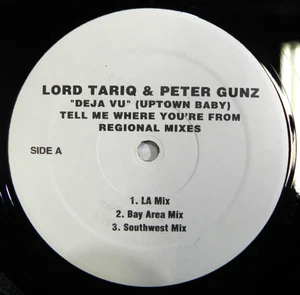 LORD TARIQ & PETER GUNZ
"DEJA VU" (UPTOWN BABY)
TELL ME WHERE YOU'RE FROM
REGIONAL MIXES
SIDE A
1. LA Mix
2. Bay Area Mix
3. Southwest Mix